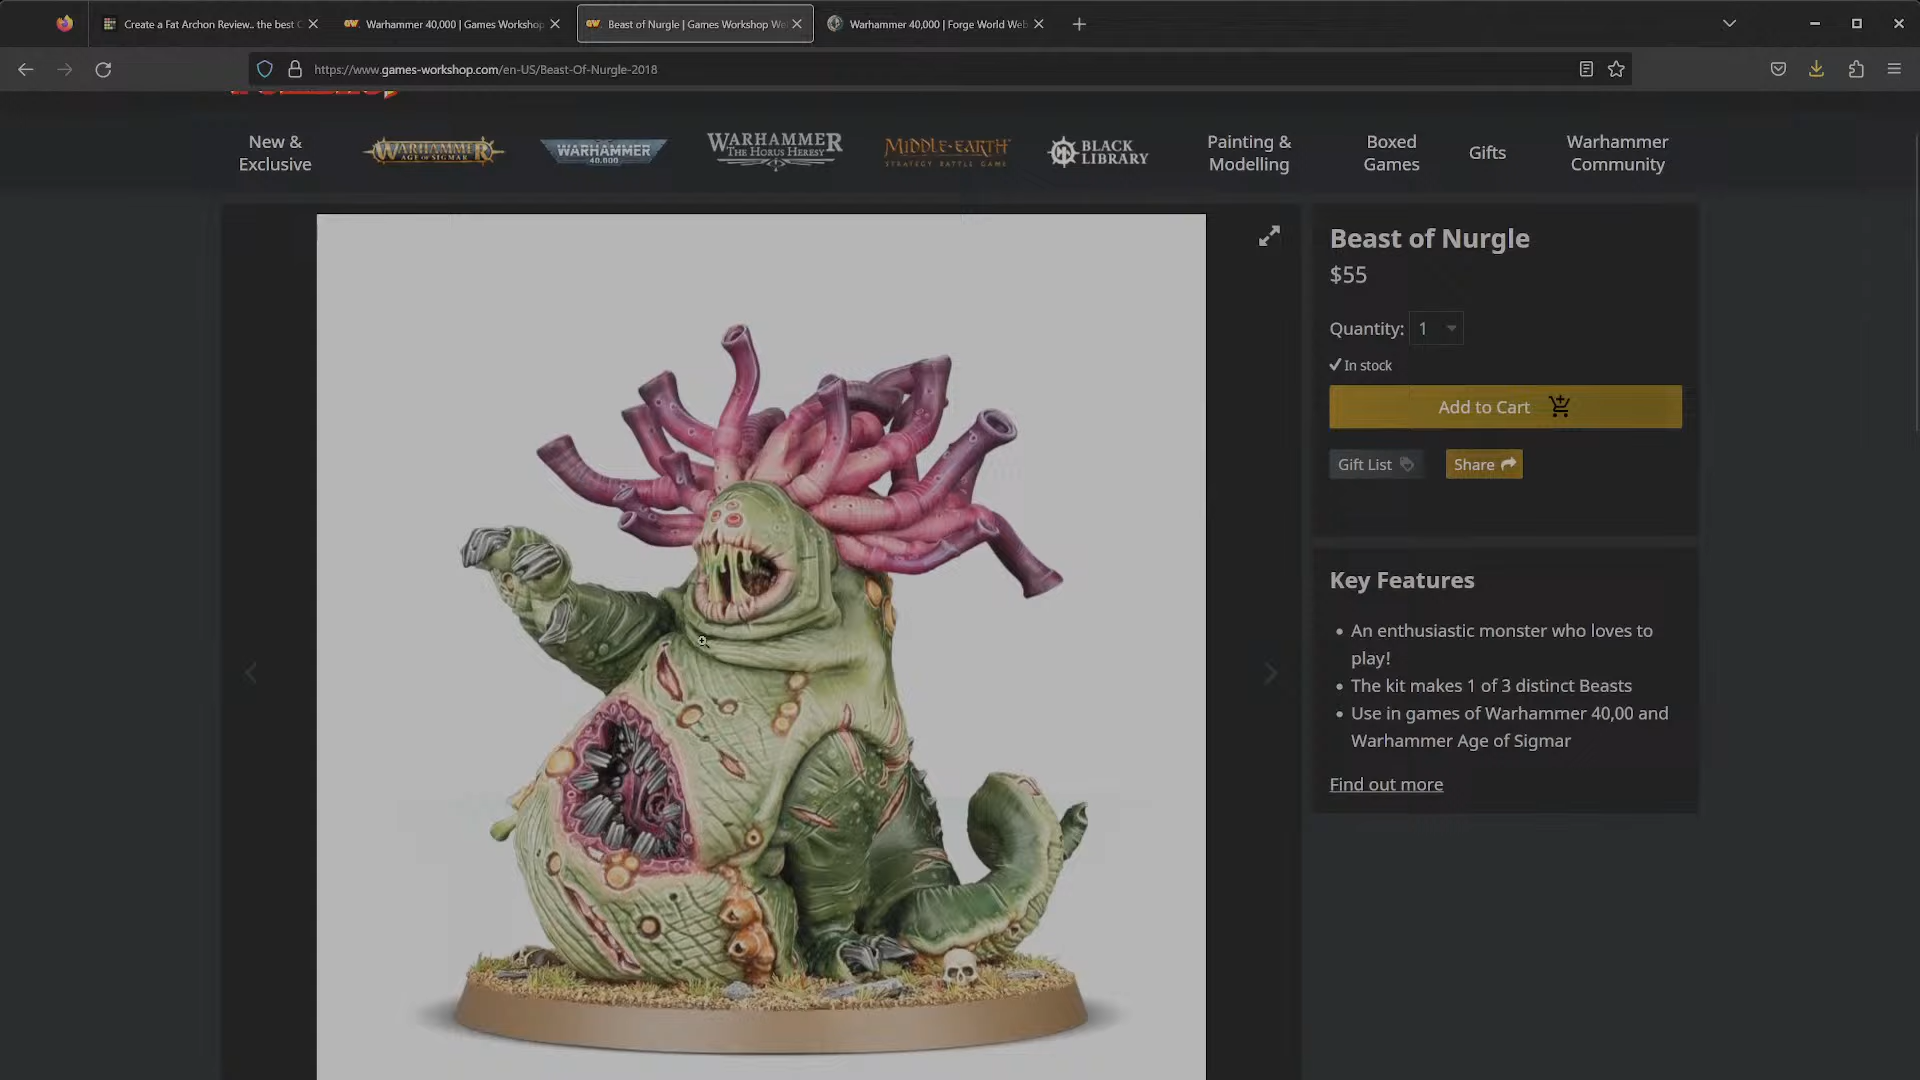 Create a Fat Archon Review.. the best C
Warhammer 40,000 | Games Workshop
Beast of Nurgle | Games Workshop We
Warhammer 40,000 | Forge World Web
https://www.games-workshop.com/en-US/Beast-Of-Nurgle-2018
New &
Exclusive
WARHAMMER
AGE OF SIGMAR
WARHAMMER
40,000
WARHAMMER
THE HORUS HERESY
MIDDLE-EARTH
STRATEGY BATTLE GAME
BLACK
LIBRARY
Painting &
Modelling
Boxed
Games
Gifts
Warhammer
Community
Beast of Nurgle
$55
Quantity: 1
In stock
Add to Cart
Gift List
Share
Key Features
• An enthusiastic monster who loves to
play!
• The kit makes 1 of 3 distinct Beasts
• Use in games of Warhammer 40,00 and
Warhammer Age of Sigmar
Find out more